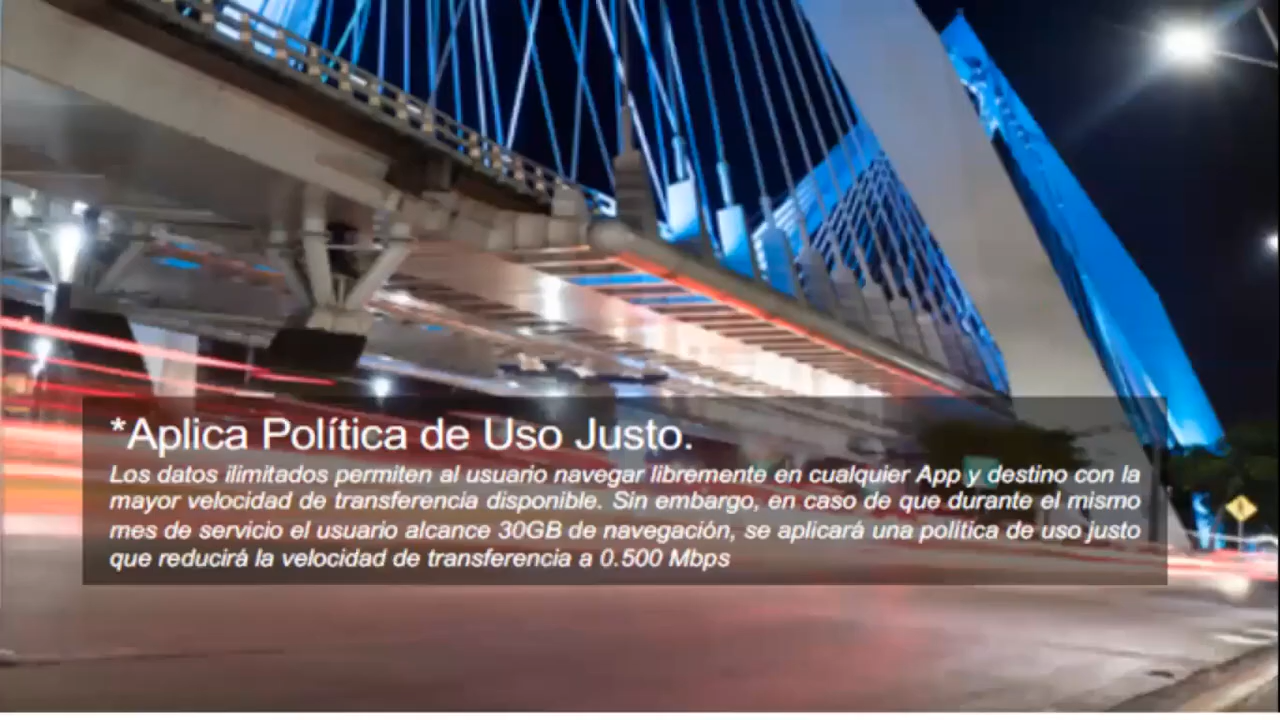 *Aplica Política de Uso Justo.
Los datos ilimitados permiten al usuario navegar libremente en cualquier App y destino con la
mayor velocidad de transferencia disponible. Sin embargo, en caso de que durante el mismo
mes de servicio el usuario alcance 30GB de navegación, se aplicará una política de uso justo
que reducirá la velocidad de transferencia a 0.500 Mbps